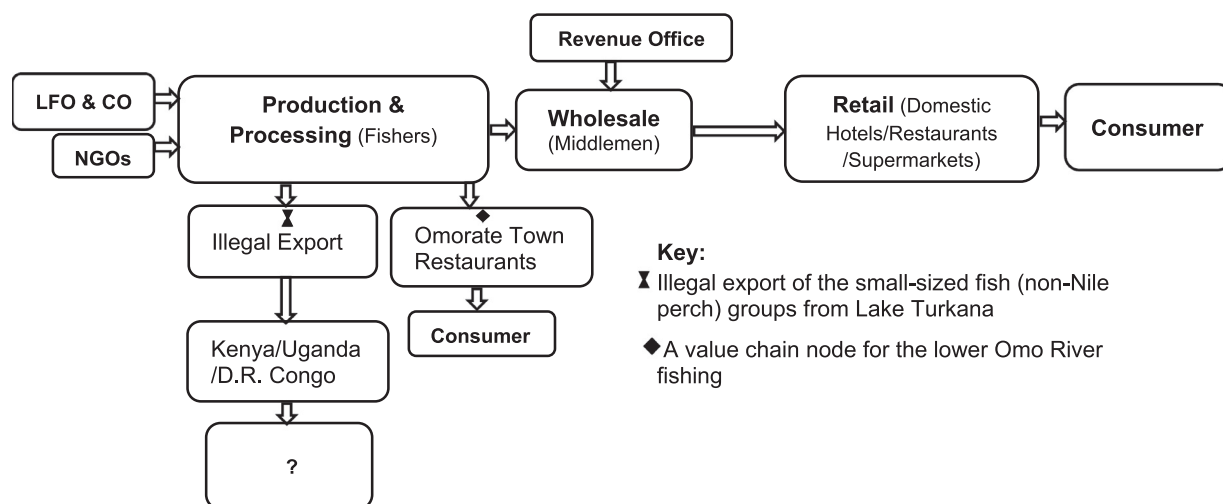 Revenue Office
LFO & CO
NGOs
Production &
Processing (Fishers)
Wholesale
(Middlemen)
Retail (Domestic
Hotels/Restaurants
/Supermarkets)
Consumer
Illegal Export
Omorate Town
Restaurants
Consumer
Kenya/Uganda
/D.R. Congo
?
Key:
Illegal export of the small-sized fish (non-Nile
perch) groups from Lake Turkana
A value chain node for the lower Omo River
fishing